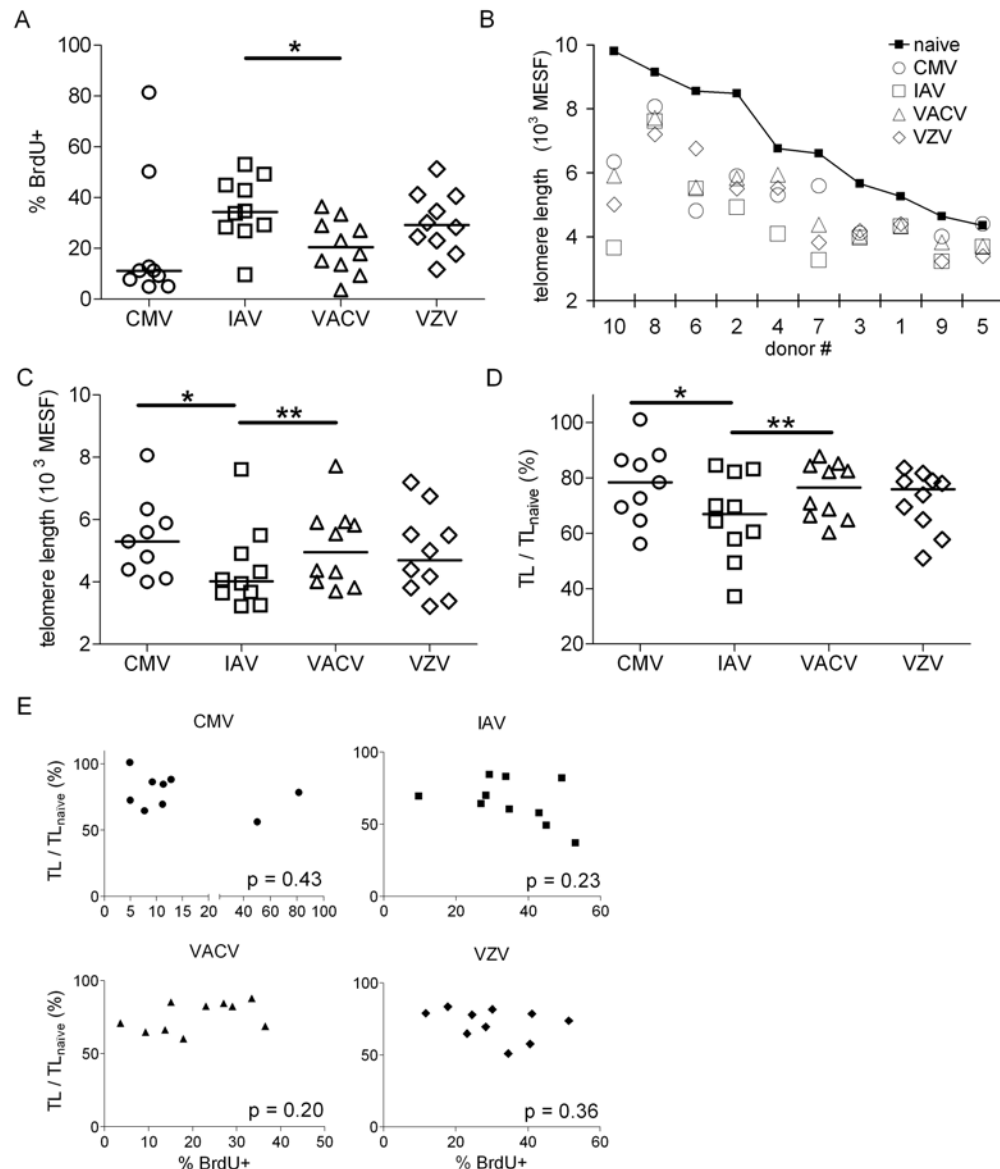 A
% BrdU+
100
80
60
40
20
0
*
CMV IAV VACV VZV
B
telomere length (10³ MESF)
10
8
6
4
2
naive
CMV
IAV
VACV
VZV
10 8 6 2 4 7 3 1 9 5
donor #
C
telomere length (10³ MESF)
10
8
6
4
2
* **
CMV IAV VACV VZV
D
TL / TLnaive (%)
100
80
60
40
20
* **
CMV IAV VACV VZV
E
CMV
TL / TLnaïve (%)
100
50
0
p = 0.43
0 5 10 15 20 40 60 80 100
IAV
100
50
0
p = 0.23
0 20 40 60
VACV
TL / TLnaïve (%)
100
50
0
p = 0.20
0 10 20 30 40 50
% BrdU+
VZV
100
50
0
p = 0.36
0 20 40 60
% BrdU+